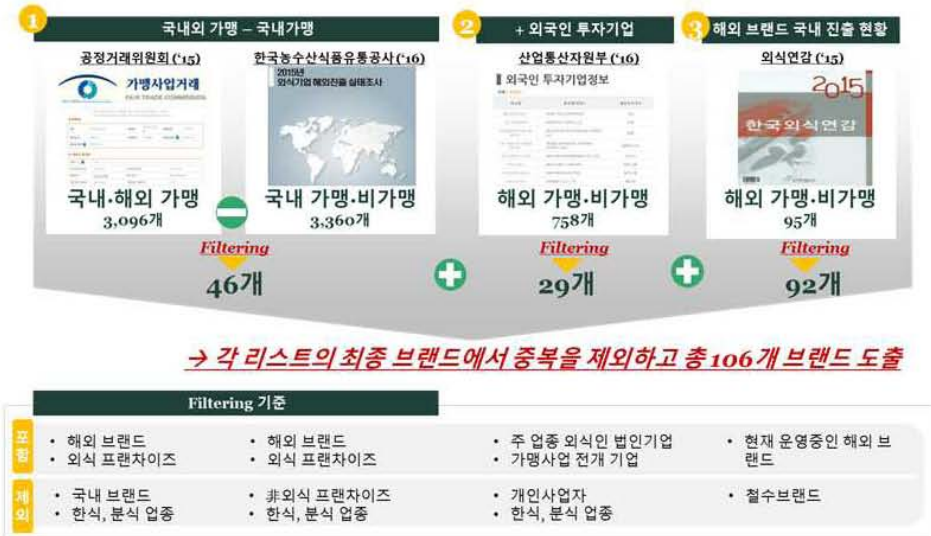 1
국내외 가맹 – 국내가맹
2
+ 외국인 투자기업
3
해외 브랜드 국내 진출 현황
공정거래위원회 ('15)
한국농수산식품유통공사 ('16)
산업통산자원부 ('16)
외식연감 ('15)
가맹사업거래
FAIR TRADE COMMISSION
2015년
외식기업 해외진출 실태조사
외국인 투자기업정보
2015
한국외식연감
국내·해외 가맹
3,096개
국내 가맹·비가맹
3,360개
해외 가맹·비가맹
758개
해외 가맹·비가맹
95개
Filtering
46개
Filtering
29개
Filtering
92개
→ 각 리스트의 최종 브랜드에서 중복을 제외하고 총 106개 브랜드 도출
Filtering 기준
포함
• 해외 브랜드
• 외식 프랜차이즈
• 해외 브랜드
• 외식 프랜차이즈
• 주 업종 외식인 법인기업
• 가맹사업 전개 기업
• 현재 운영중인 해외 브
랜드
제외
• 국내 브랜드
• 한식, 분식 업종
• 非외식 프랜차이즈
• 한식, 분식 업종
• 개인사업자
• 한식, 분식 업종
• 철수브랜드